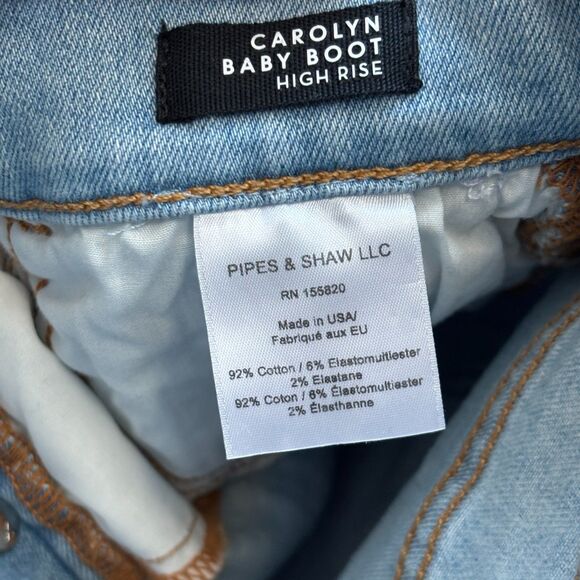 CAROLYN
BABY BOOT
HIGH RISE
PIPES & SHAW LLC
RN 155820
Made in USA/
Fabriqué aux EU
92% Cotton / 6% Elastomultiester
2% Elastane
92% Coton / 6% Élastomultiester
2% Élasthanne